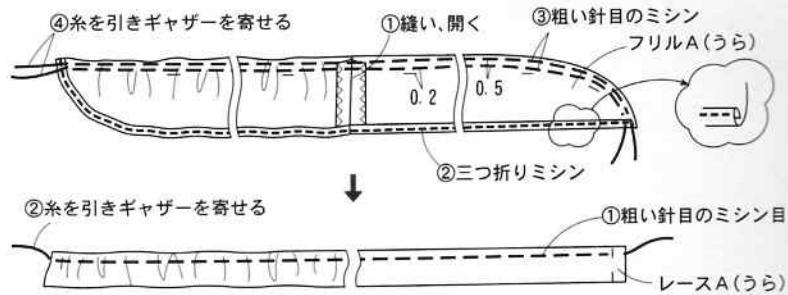 ④糸を引きギャザーを寄せる
①縫い、開く
③粗い針目のミシン
フリルA(うら)
0.2
0.5
②三つ折りミシン
②糸を引きギャザーを寄せる
①粗い針目のミシン目
レースA(うら)